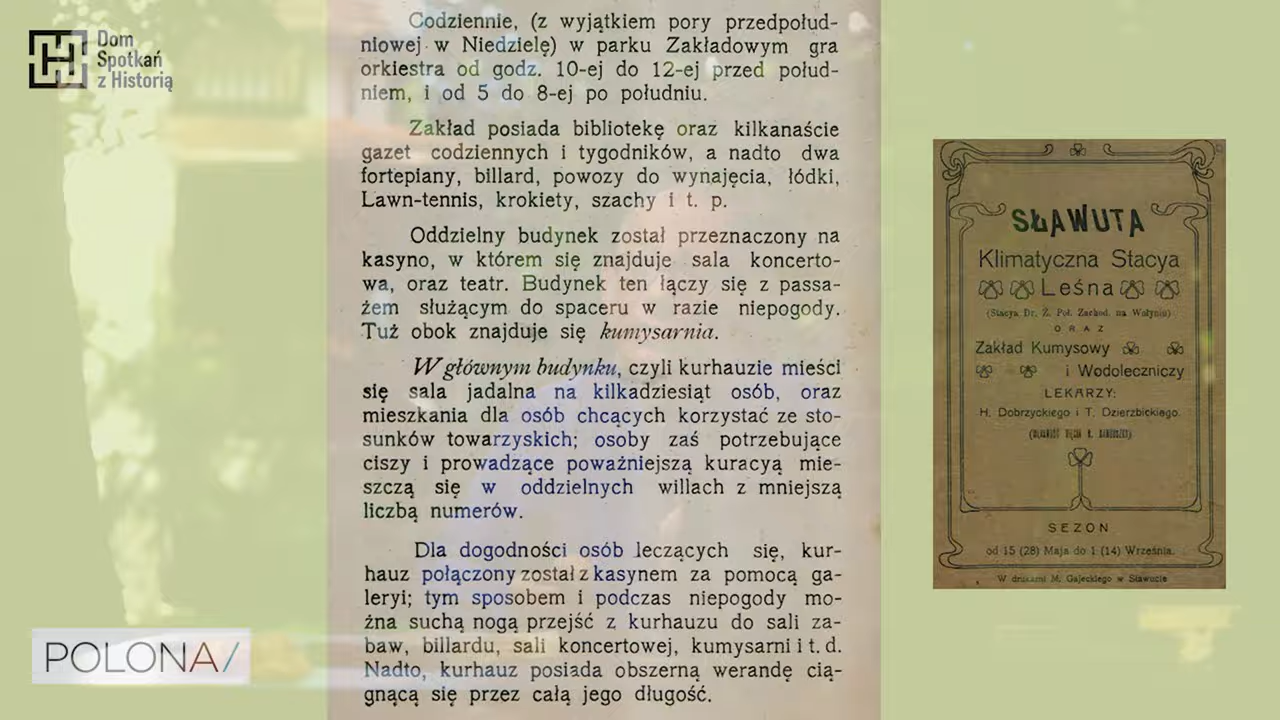 Dom
Spotkań
z Historią
Codziennie, (z wyjątkiem pory przedpołud-
niowej w Niedzielę) w parku Zakładowym gra
orkiestra od godz. 10-ej do 12-ej przed połud-
niem, i od 5 do 8-ej po południu.
Zakład posiada bibliotekę oraz kilkanaście
gazet codziennych i tygodników, a nadto dwa
fortepiany, billard, powozy do wynajęcia, łódki,
Lawn-tennis, krokiety, szachy i t. p.
Oddzielny budynek został przeznaczony na
kasyno, w którem się znajduje sala koncerto-
wa, oraz teatr. Budynek ten łączy się z passa-
żem służącym do spaceru w razie niepogody.
Tuż obok znajduje się kumysarnia.
W głównym budynku, czyli kurhauzie mieści
się sala jadalna na kilkadziesiąt osób, oraz
mieszkania dla osób chcących korzystać ze sto-
sunków towarzyskich; osoby zaś potrzebujące
ciszy i prowadzące poważniejszą kuracyą mie-
szczą się w oddzielnych willach z mniejszą
liczbą numerów.
Dla dogodności osób leczących się, kur-
hauz połączony został z kasynem za pomocą ga-
leryi; tym sposobem i podczas niepogody mo-
żna suchą nogą przejść z kurhauzu do sali za-
baw, billardu, sali koncertowej, kumysarni i t. d.
Nadto, kurhauz posiada obszerną werandę cią-
gnącą się przez całą jego długość.
SŁAWUTA
Klimatyczna Stacya
Leśna
(Stacya Dr. Ż. Poł. Zachod. na Wołyniu)
ORAZ
Zakład Kumysowy
i Wodoleczniczy
LEKARZY:
H. Dobrzyckiego i T. Dzierzbickiego.
SEZON
od 15 (28) Maja do 1 (14) Września.
W drukarni M. Gajeckiego w Sławucie
POLONA/